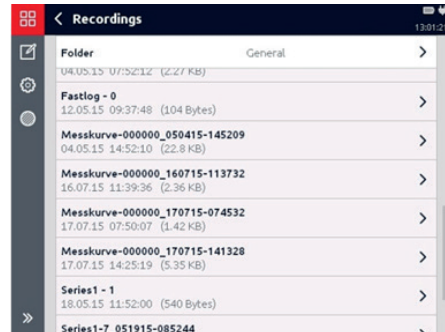 Recordings
13:01:2
Folder General
04.05.15 07:52:12 (2.27 KB)
Fastlog - 0
12.05.15 09:37:48 (104 Bytes)
Messkurve-000000_050415-145209
04.05.15 14:52:10 (22.8 KB)
Messkurve-000000_160715-113732
16.07.15 11:39:36 (2.36 KB)
Messkurve-000000_170715-074532
17.07.15 07:50:07 (1.42 KB)
Messkurve-000000_170715-141328
17.07.15 14:25:19 (5.35 KB)
Series1 - 1
18.05.15 11:52:00 (540 Bytes)
Series1-7_051915-085244